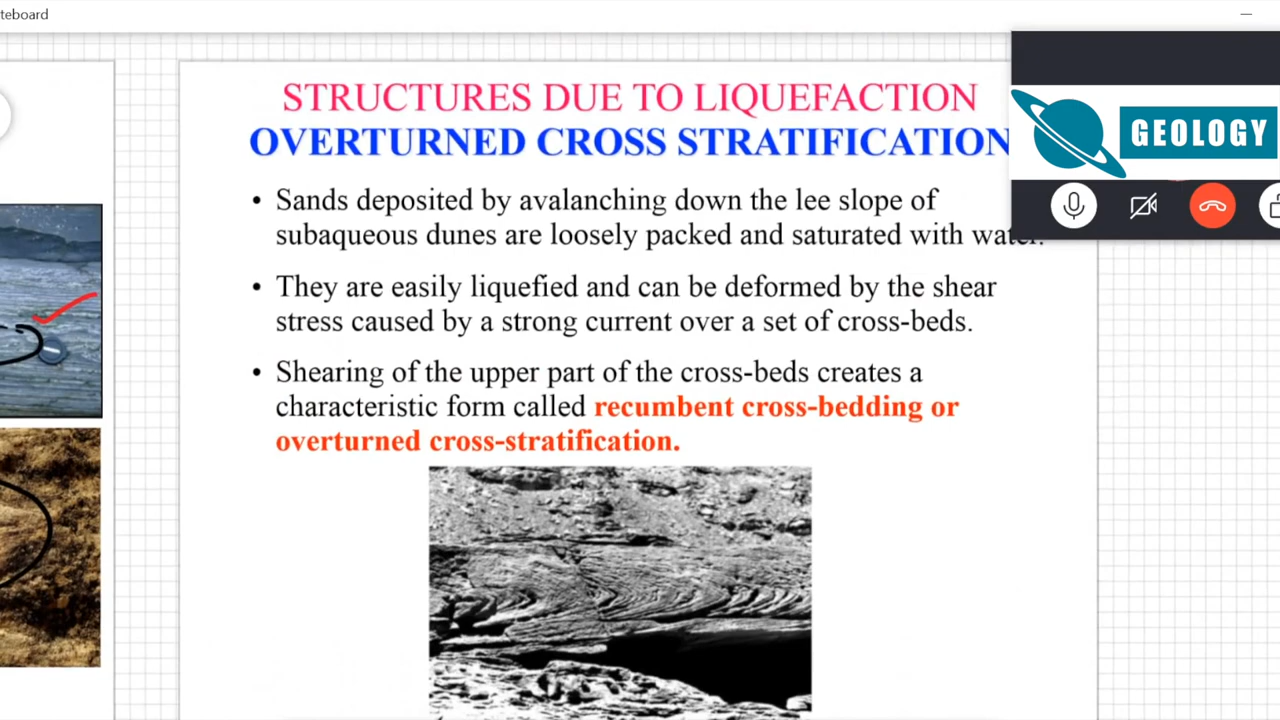 teboard
STRUCTURES DUE TO LIQUEFACTION
OVERTURNED CROSS STRATIFICATION
GEOLOGY
• Sands deposited by avalanching down the lee slope of
subaqueous dunes are loosely packed and saturated with water.
• They are easily liquefied and can be deformed by the shear
stress caused by a strong current over a set of cross-beds.
• Shearing of the upper part of the cross-beds creates a
characteristic form called recumbent cross-bedding or
overturned cross-stratification.